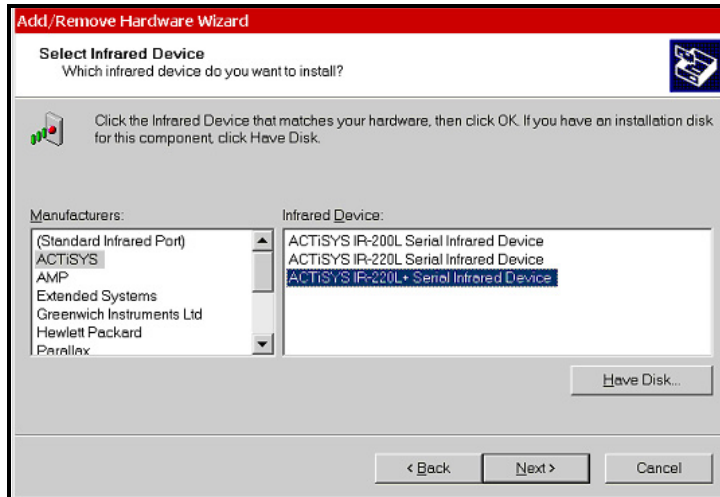 Add/Remove Hardware Wizard
Select Infrared Device
Which infrared device do you want to install?
Click the Infrared Device that matches your hardware, then click OK. If you have an installation disk
for this component, click Have Disk.
Manufacturers:
(Standard Infrared Port)
ACTiSYS
AMP
Extended Systems
Greenwich Instruments Ltd
Hewlett Packard
Parallax
Infrared Device:
ACTiSYS IR-200L Serial Infrared Device
ACTiSYS IR-220L Serial Infrared Device
ACTiSYS IR-220L+ Serial Infrared Device
Have Disk...
< Back
Next >
Cancel